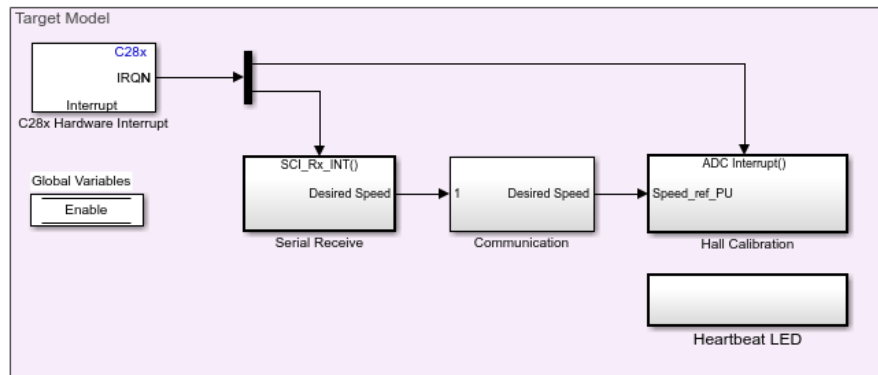 Target Model
C28x
IRQN
Interrupt
C28x Hardware Interrupt
Global Variables
Enable
SCI_Rx_INT()
Desired Speed
Serial Receive
1
Desired Speed
Communication
ADC Interrupt()
Speed_ref_PU
Hall Calibration
Heartbeat LED